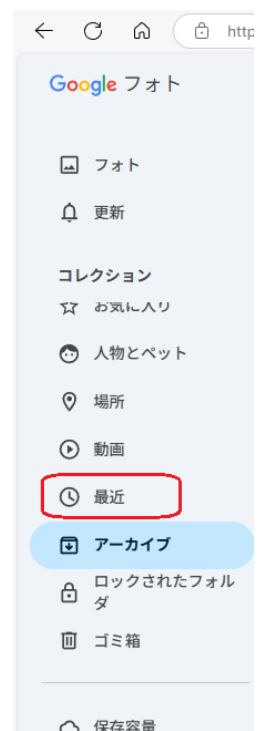 http
Google フォト
フォト
更新
コレクション
お気に入り
人物とペット
場所
動画
最近
アーカイブ
ロックされたフォル
ダ
ゴミ箱
保存容量